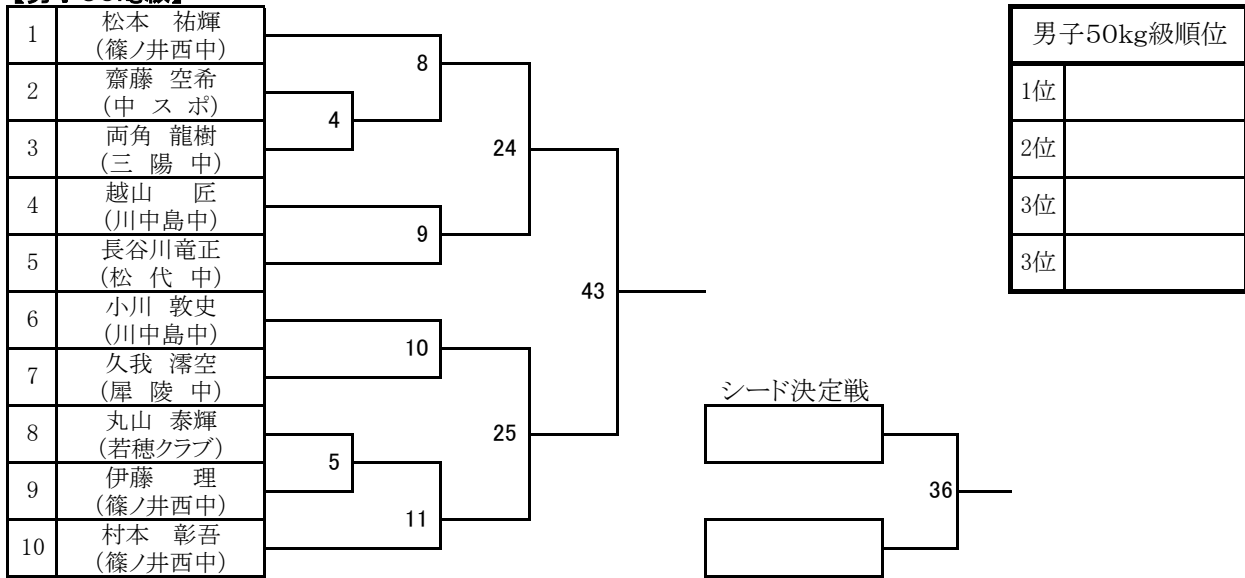 1
松本　祐輝
(篠ノ井西中)
2
齋藤 空希
(中 ス ポ)
3
両角 龍樹
(三 陽 中)
4
越山　　匠
(川中島中)
5
長谷川竜正
(松 代 中)
6
小川 敦史
(川中島中)
7
久我 澪空
(犀 陵 中)
8
丸山 泰輝
(若穂クラブ)
9
伊藤　　理
(篠ノ井西中)
10
村本　彰吾
(篠ノ井西中)
8
4
24
9
43
10
25
5
11
シード決定戦
36
男子50kg級順位
1位
2位
3位
3位